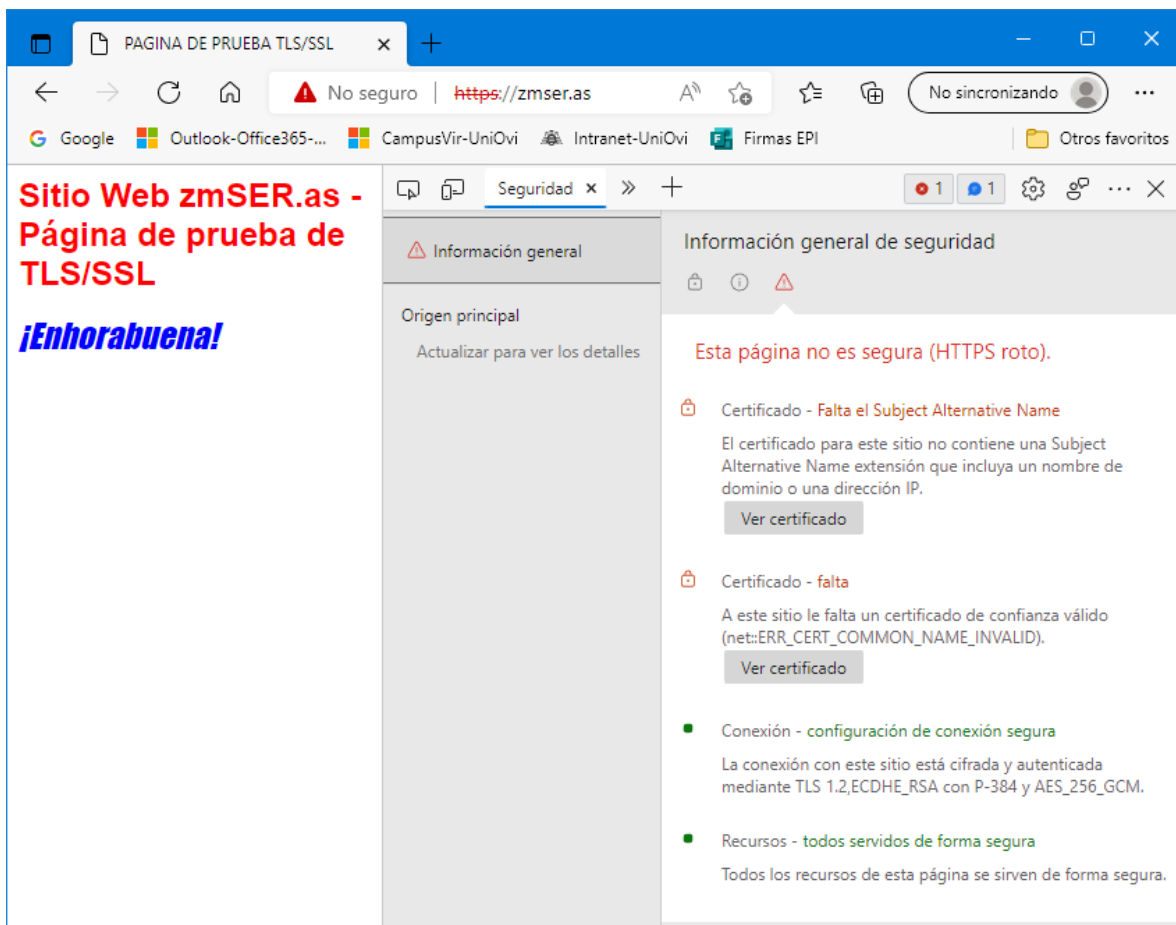 PAGINA DE PRUEBA TLS/SSL
No seguro | https://zmser.as
No sincronizando
Google
Outlook-Office365-...
CampusVir-UniOvi
Intranet-UniOvi
Firmas EPI
Otros favoritos
Sitio Web zmSER.as -
Página de prueba de
TLS/SSL
¡Enhorabuena!
Seguridad
1
1
Información general
Origen principal
Actualizar para ver los detalles
Información general de seguridad
Esta página no es segura (HTTPS roto).
Certificado - Falta el Subject Alternative Name
El certificado para este sitio no contiene una Subject
Alternative Name extensión que incluya un nombre de
dominio o una dirección IP.
Ver certificado
Certificado - falta
A este sitio le falta un certificado de confianza válido
(net::ERR_CERT_COMMON_NAME_INVALID).
Ver certificado
Conexión - configuración de conexión segura
La conexión con este sitio está cifrada y autenticada
mediante TLS 1.2,ECDHE_RSA con P-384 y AES_256_GCM.
Recursos - todos servidos de forma segura
Todos los recursos de esta página se sirven de forma segura.